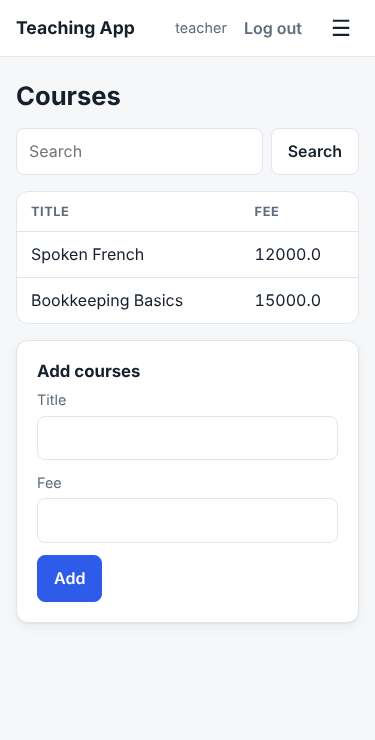 Teaching App teacher Log out ☰
Courses
Search Search
TITLE FEE
Spoken French 12000.0
Bookkeeping Basics 15000.0
Add courses
Title
Fee
Add